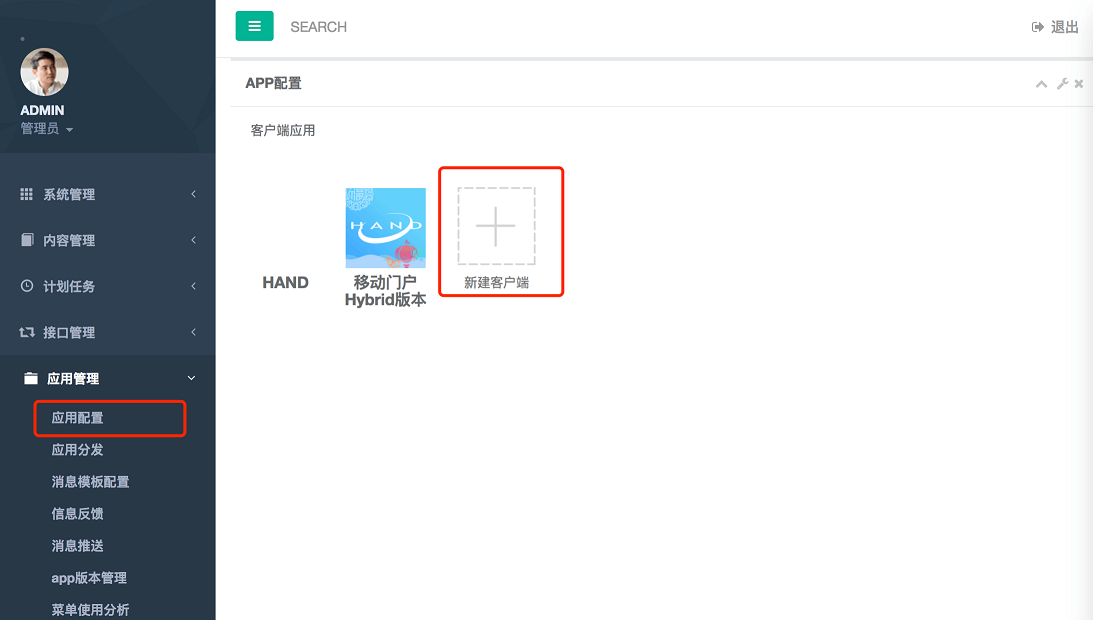 ADMIN
管理员
系统管理
内容管理
计划任务
接口管理
应用管理
应用配置
应用分发
消息模板配置
信息反馈
消息推送
app版本管理
菜单使用分析
SEARCH
退出
APP配置
客户端应用
HAND
HAND
移动门户
Hybrid版本
新建客户端